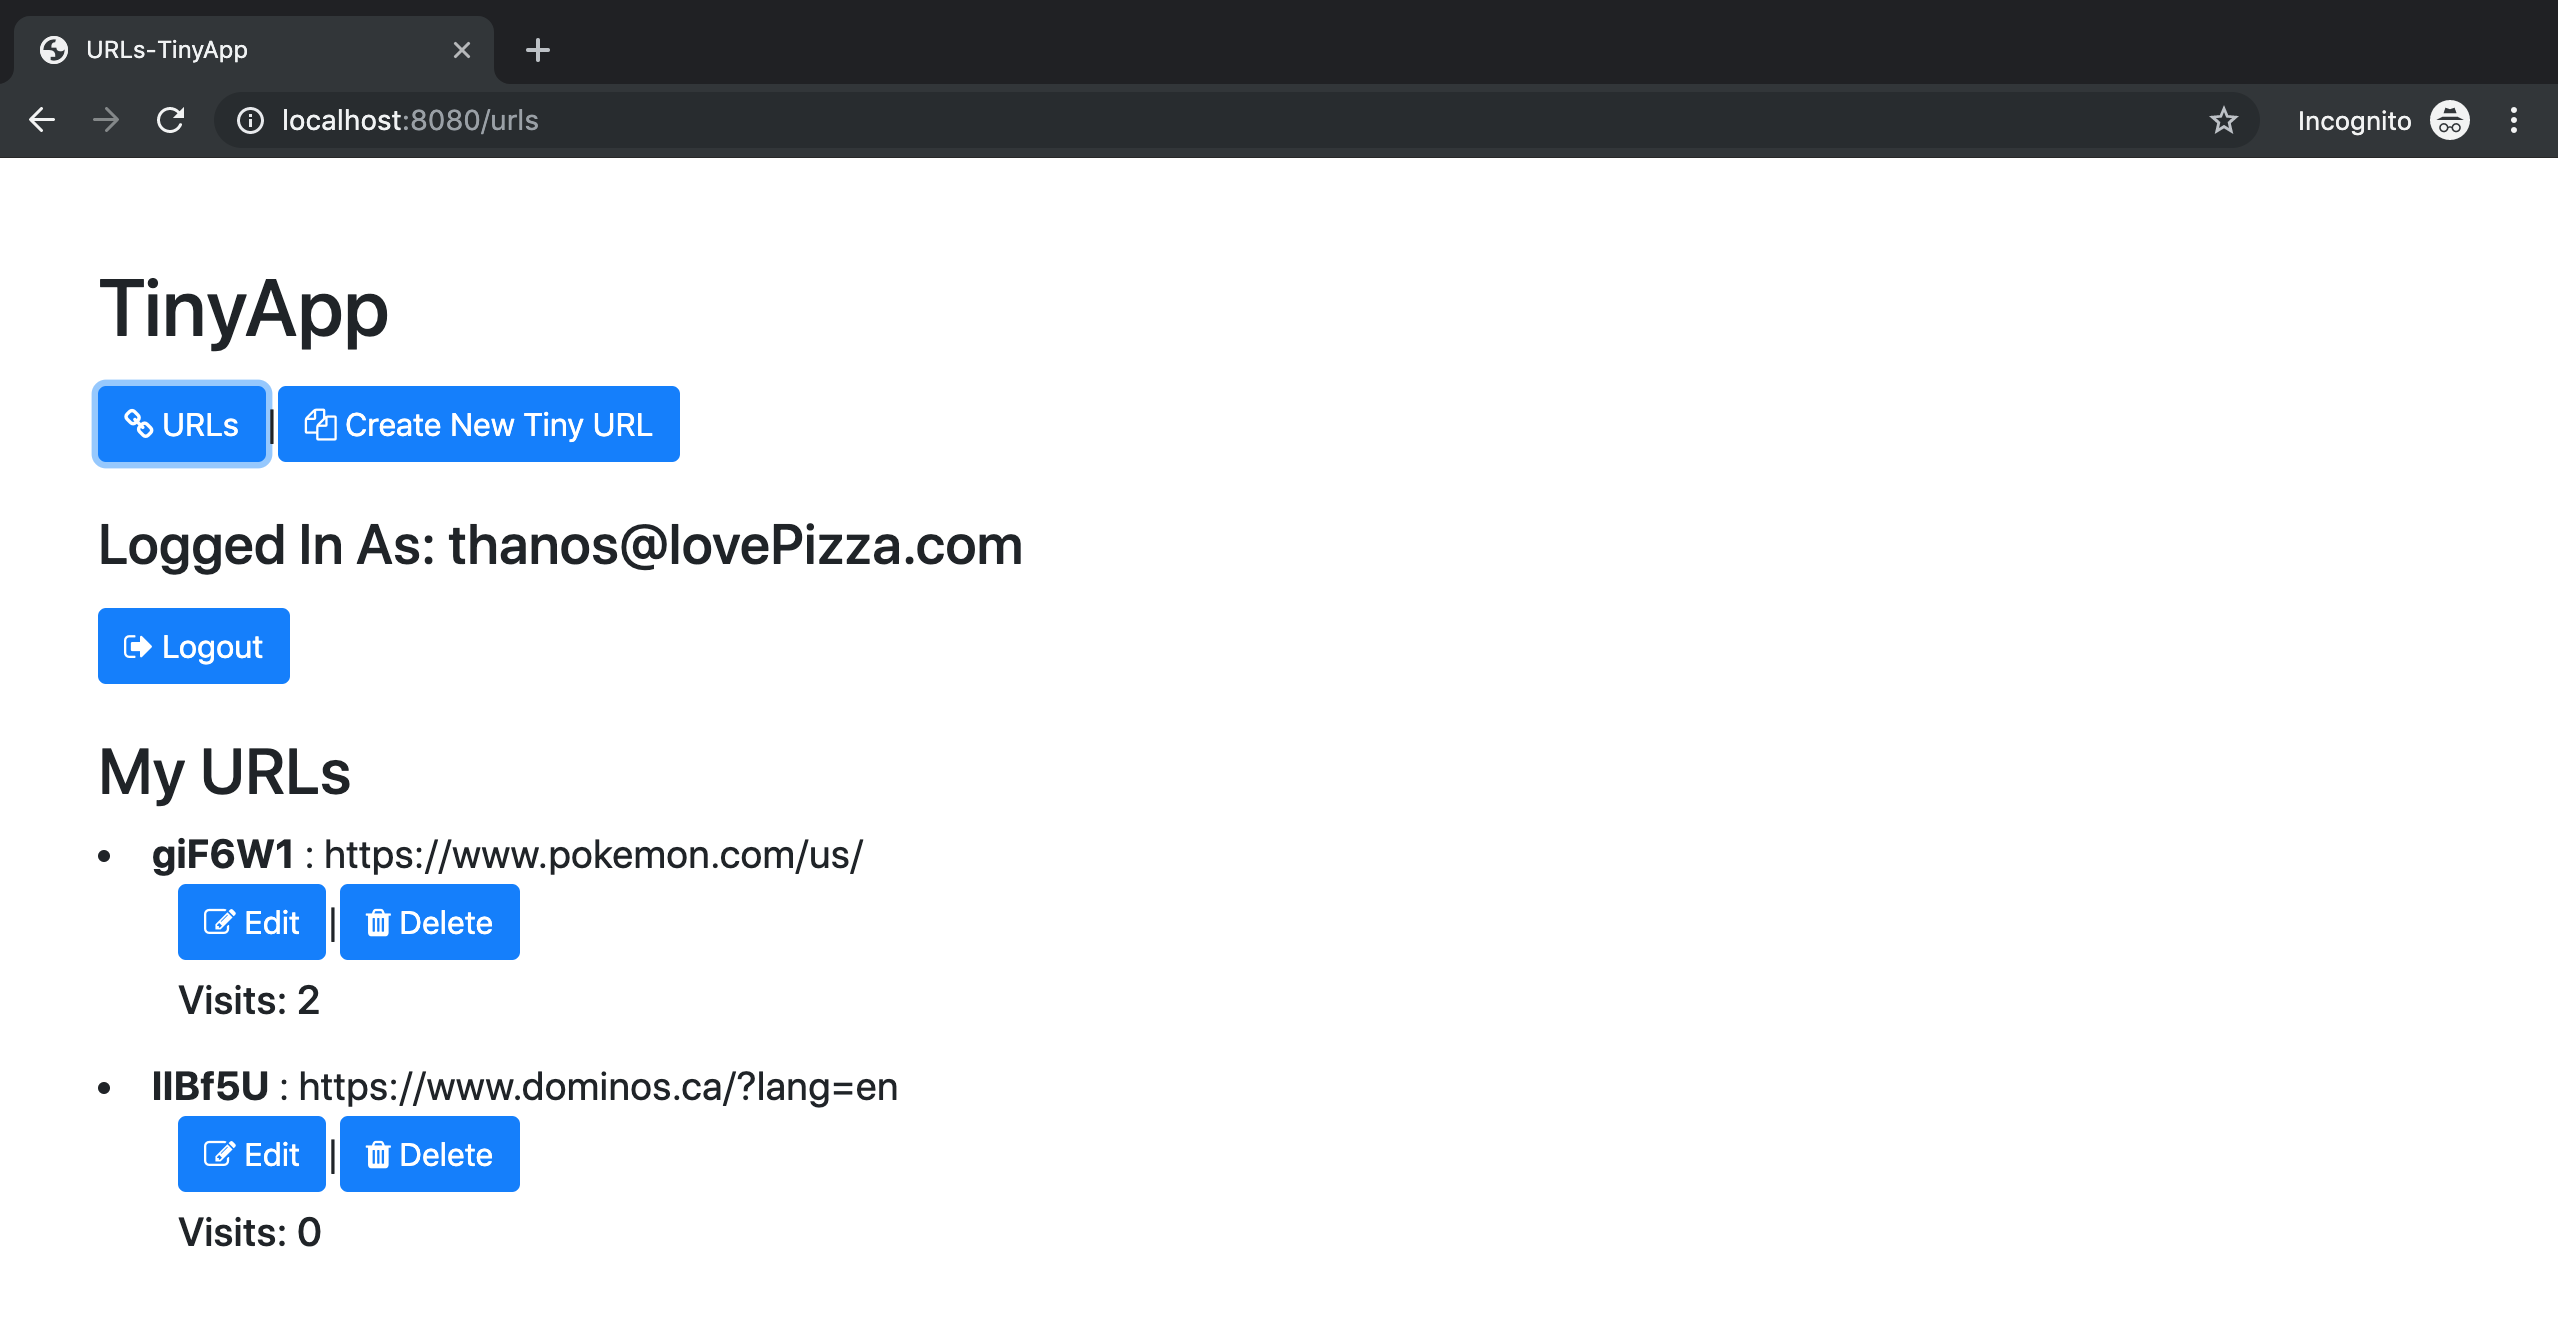 URLs-TinyApp
localhost:8080/urls
Incognito
TinyApp
URLs | Create New Tiny URL
Logged In As: thanos@lovePizza.com
Logout
My URLs
• giF6W1 : https://www.pokemon.com/us/
Edit | Delete
Visits: 2
• llBf5U : https://www.dominos.ca/?lang=en
Edit | Delete
Visits: 0